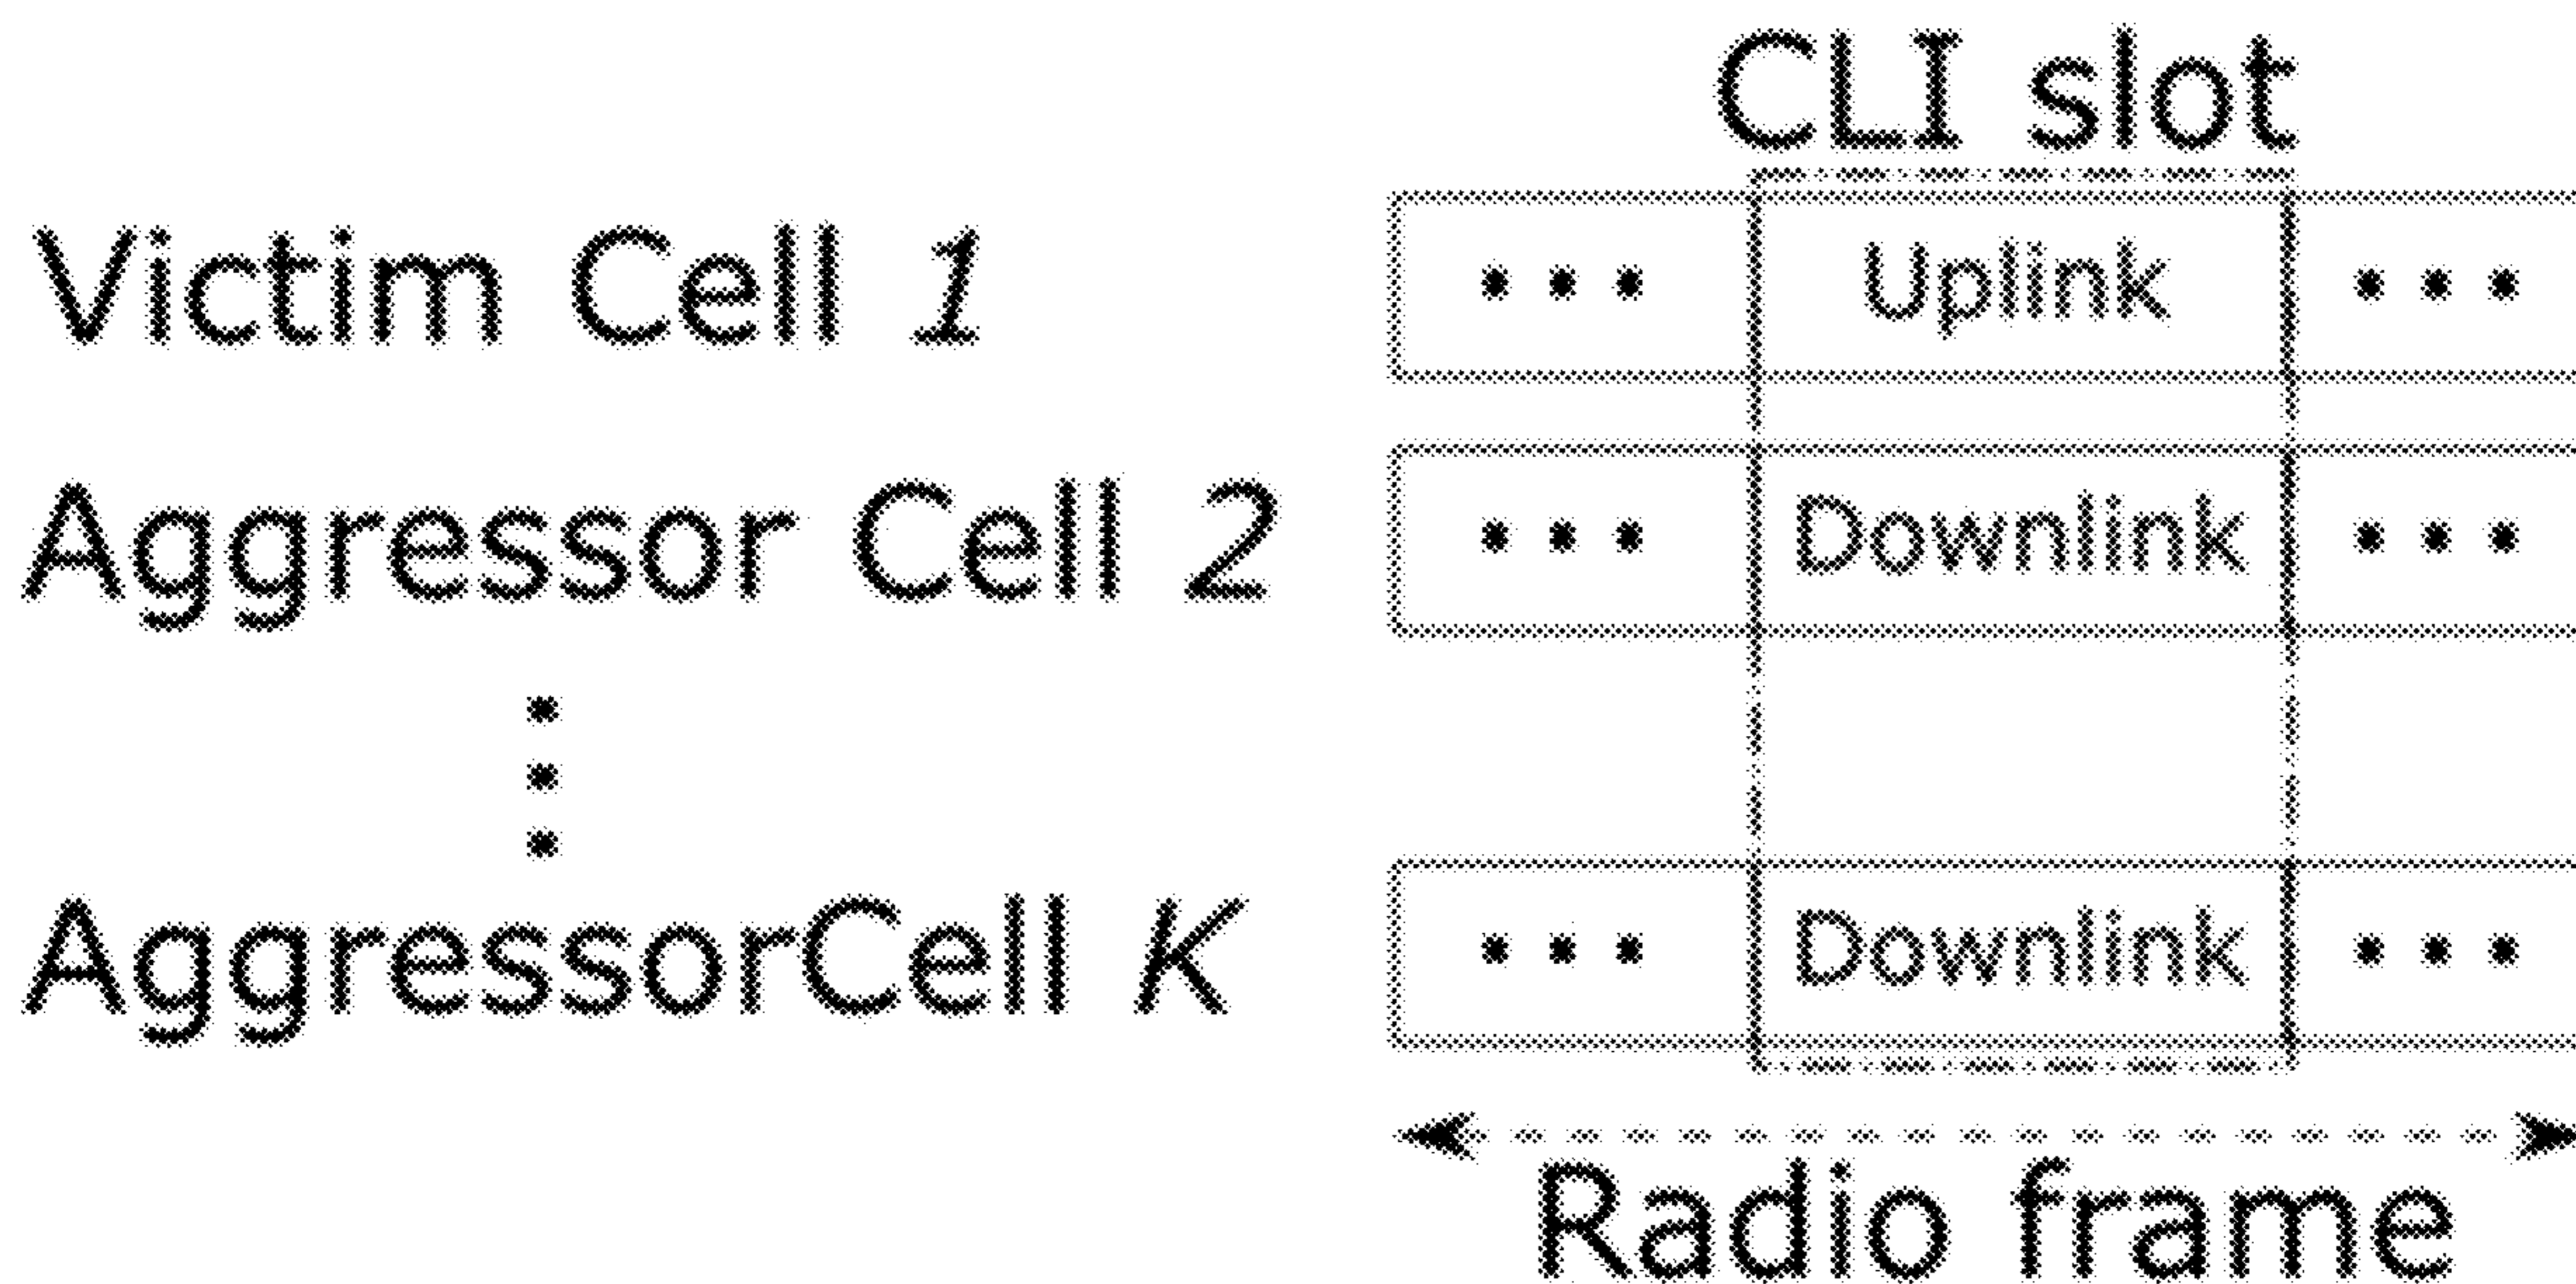 CLI slot
Victim Cell 1 • • • Uplink • • •
Aggressor Cell 2 • • • Downlink • • •
AggressorCell K • • • Downlink • • •
Radio frame